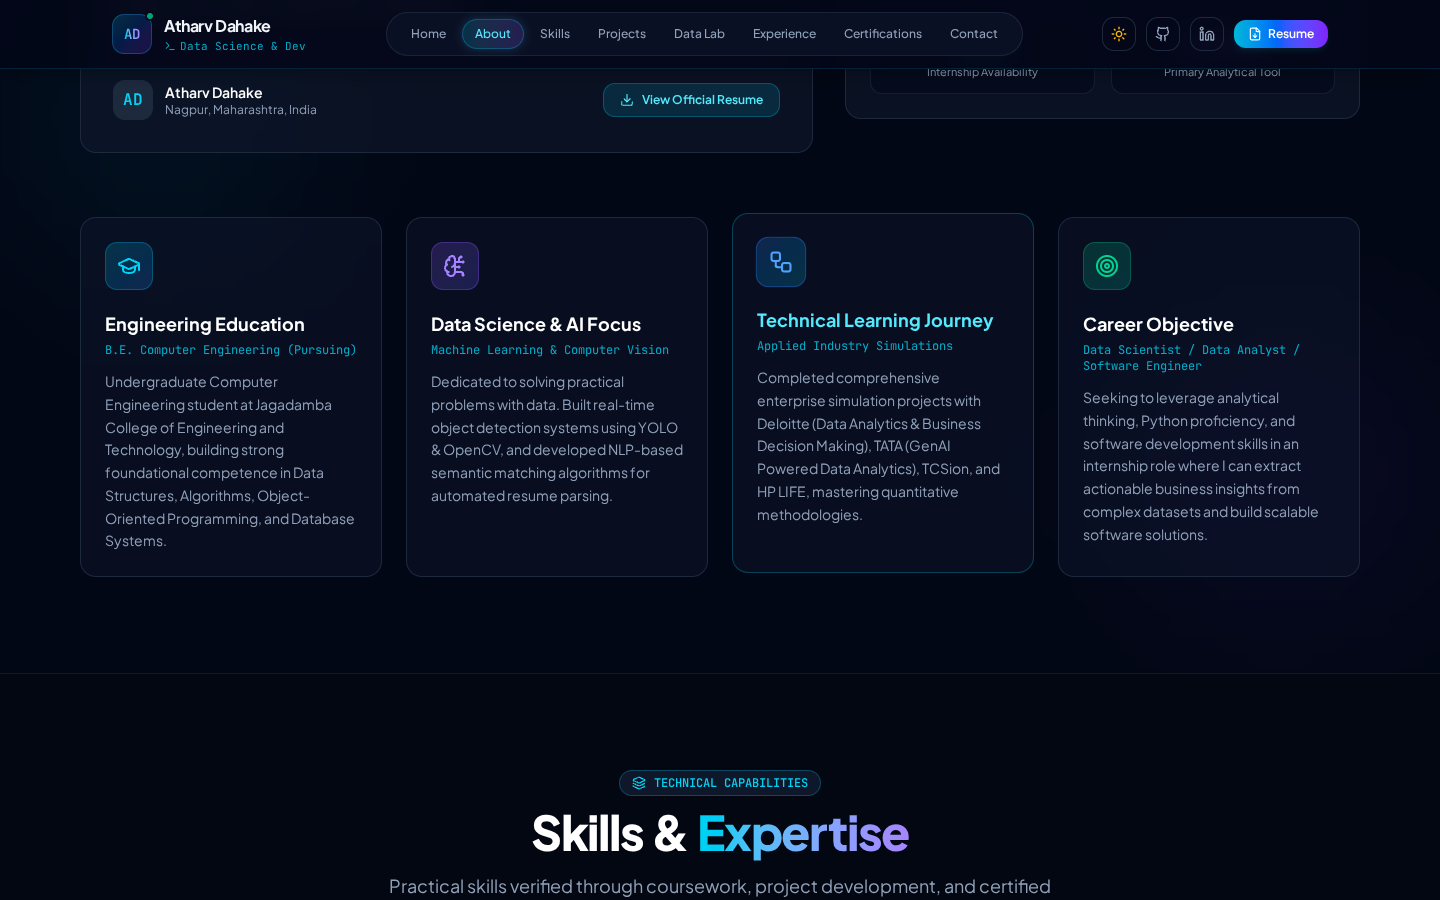 AD
Atharv Dahake
>_ Data Science & Dev
Home
About
Skills
Projects
Data Lab
Experience
Certifications
Contact
Resume
AD
Atharv Dahake
Nagpur, Maharashtra, India
View Official Resume
Internship Availability
Primary Analytical Tool
Engineering Education
B.E. Computer Engineering (Pursuing)
Undergraduate Computer
Engineering student at Jagadamba
College of Engineering and
Technology, building strong
foundational competence in Data
Structures, Algorithms, Object-
Oriented Programming, and Database
Systems.
Data Science & AI Focus
Machine Learning & Computer Vision
Dedicated to solving practical
problems with data. Built real-time
object detection systems using YOLO
& OpenCV, and developed NLP-based
semantic matching algorithms for
automated resume parsing.
Technical Learning Journey
Applied Industry Simulations
Completed comprehensive
enterprise simulation projects with
Deloitte (Data Analytics & Business
Decision Making), TATA (GenAI
Powered Data Analytics), TCSion, and
HP LIFE, mastering quantitative
methodologies.
Career Objective
Data Scientist / Data Analyst /
Software Engineer
Seeking to leverage analytical
thinking, Python proficiency, and
software development skills in an
internship role where I can extract
actionable business insights from
complex datasets and build scalable
software solutions.
TECHNICAL CAPABILITIES
Skills & Expertise
Practical skills verified through coursework, project development, and certified